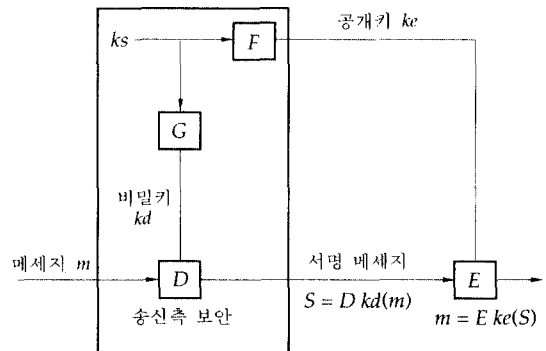 공개키 ke
ks
F
G
비밀키
kd
메세지 m
D
서명 메세지
E
송신측 보안
S = D kd(m)
m = E ke(S)